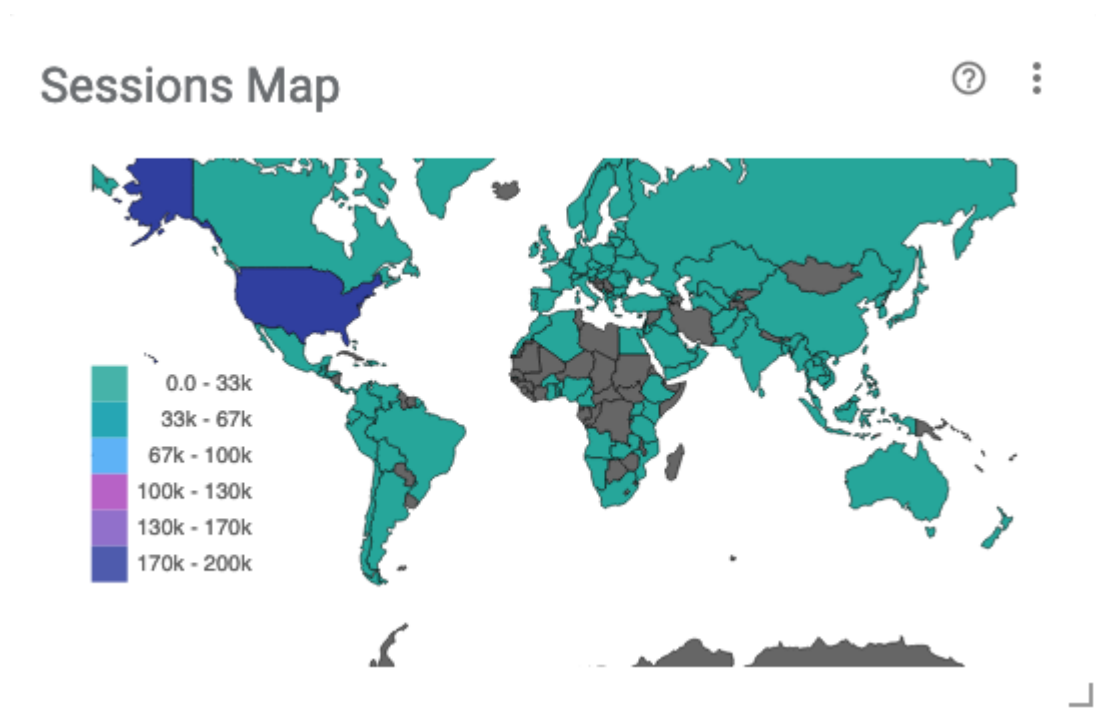 Sessions Map
0.0 - 33k
33k - 67k
67k - 100k
100k - 130k
130k - 170k
170k - 200k